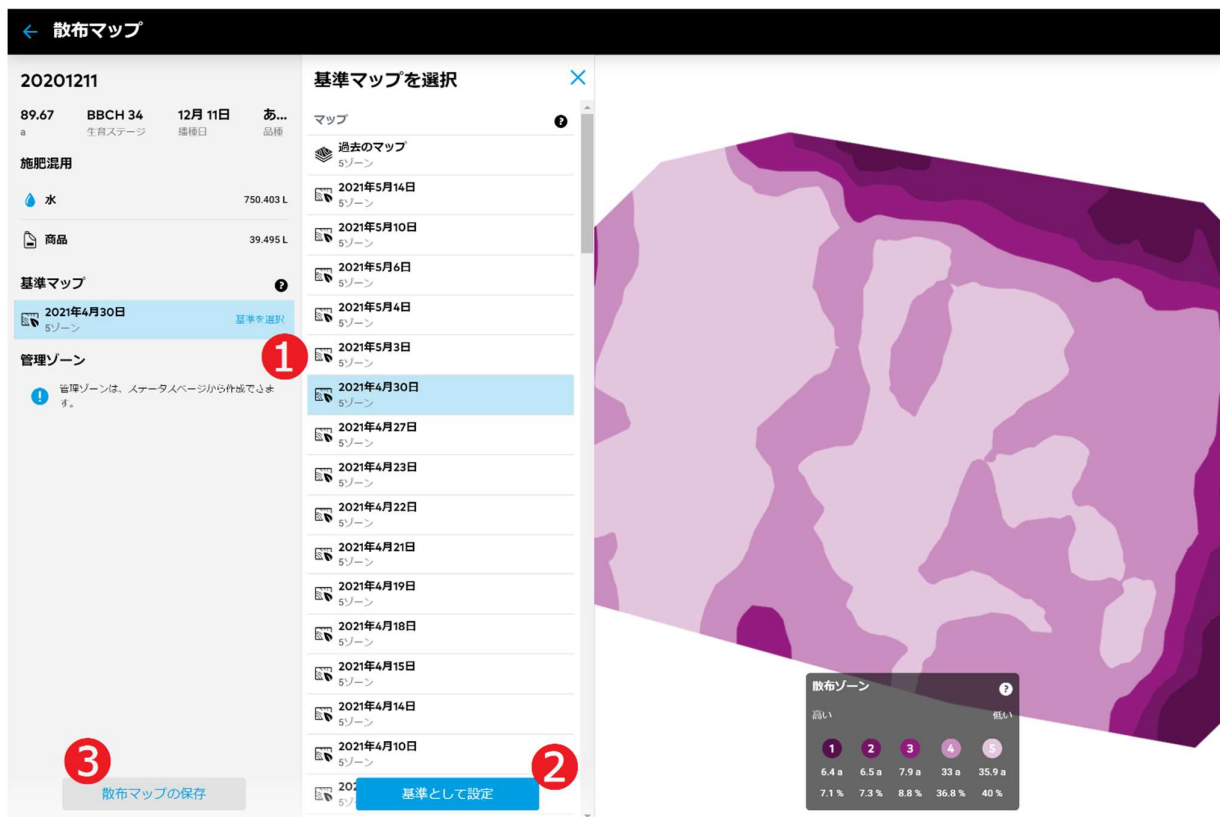 ← 散布マップ
20201211
89.67 BBCH 34 12月 11日 あ...
a 生育ステージ 播種日 品種
施肥混用
水 750.403 L
商品 39.495 L
基準マップ ?
2021年4月30日
5ゾーン 基準を選択
管理ゾーン
管理ゾーンは、ステータスページから作成できま
す。
3
散布マップの保存
基準マップを選択 ×
マップ ?
過去のマップ
5ゾーン
2021年5月14日
5ゾーン
2021年5月10日
5ゾーン
2021年5月6日
5ゾーン
2021年5月4日
5ゾーン
1
2021年5月3日
5ゾーン
2021年4月30日
5ゾーン
2021年4月27日
5ゾーン
2021年4月23日
5ゾーン
2021年4月22日
5ゾーン
2021年4月21日
5ゾーン
2021年4月19日
5ゾーン
2021年4月18日
5ゾーン
2021年4月15日
5ゾーン
2021年4月14日
5ゾーン
2021年4月10日
5ゾーン
2
基準として設定
散布ゾーン ?
高い 低い
1 2 3 4 5
6.4 a 6.5 a 7.9 a 33 a 35.9 a
7.1 % 7.3 % 8.8 % 36.8 % 40 %